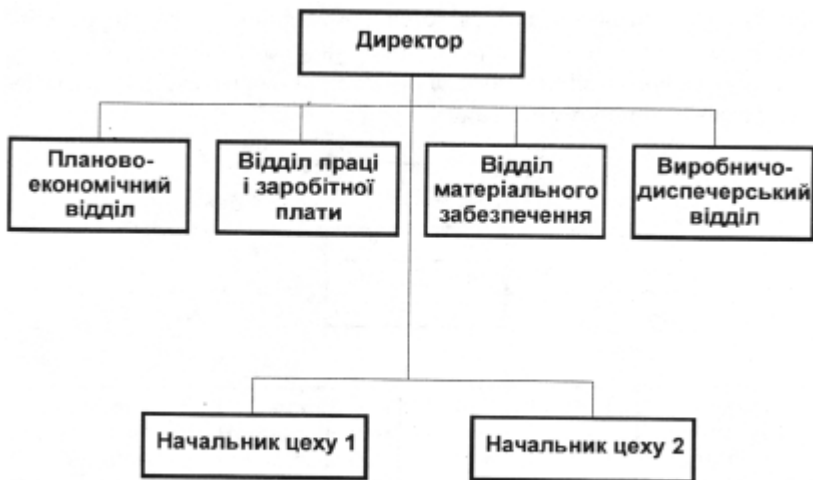 Директор
Планово-
економічний
відділ
Відділ праці
і заробітної
плати
Відділ
матеріального
забезпечення
Виробничо-
диспечерський
відділ
Начальник цеху 1
Начальник цеху 2